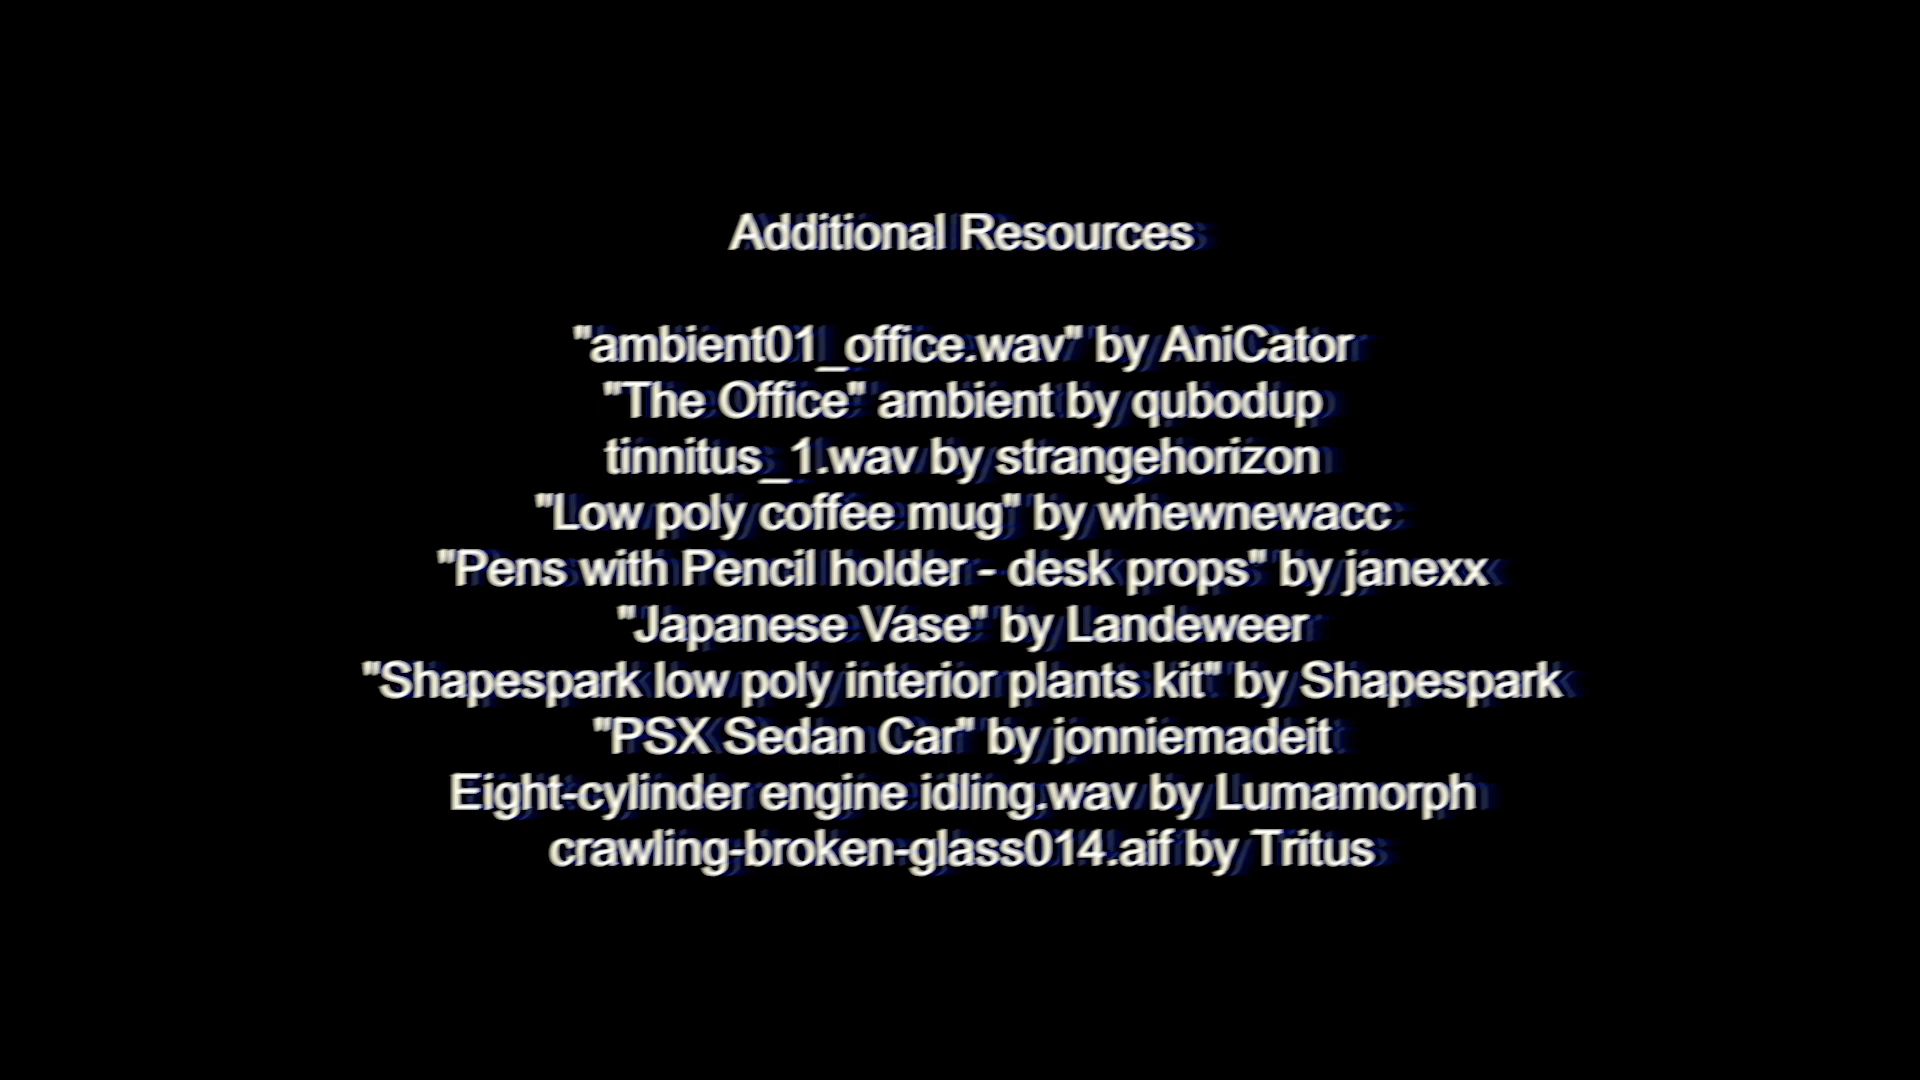 Additional Resources
"ambient01_office.wav" by AniCator
"The Office" ambient by qubodup
tinnitus_1.wav by strangehorizon
"Low poly coffee mug" by whewnewacc
"Pens with Pencil holder - desk props" by janexx
"Japanese Vase" by Landeweer
"Shapespark low poly interior plants kit" by Shapespark
"PSX Sedan Car" by jonniemadeit
Eight-cylinder engine idling.wav by Lumamorph
crawling-broken-glass014.aif by Tritus